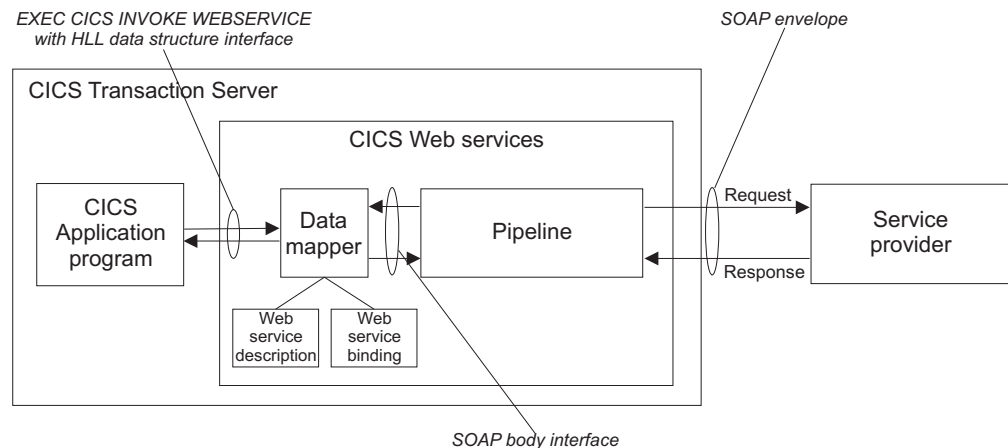 EXEC CICS INVOKE WEBSERVICE
with HLL data structure interface
SOAP envelope
CICS Transaction Server
CICS Web services
CICS
Application
program
Data
mapper
Pipeline
Request
Response
Service
provider
Web
service
description
Web
service
binding
SOAP body interface